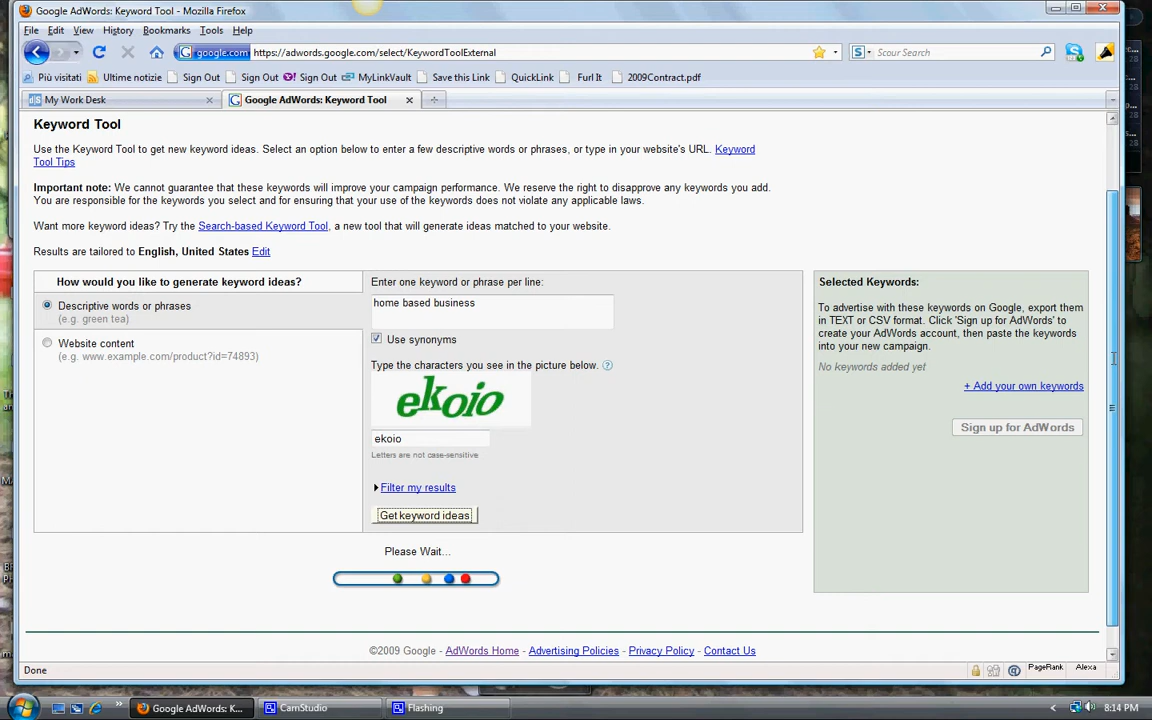 Google AdWords: Keyword Tool - Mozilla Firefox
File Edit View History Bookmarks Tools Help
google.com https://adwords.google.com/select/KeywordToolExternal
Scour Search
Più visitati Ultime notizie Sign Out Sign Out Sign Out MyLinkVault Save this Link QuickLink Furl It 2009Contract.pdf
My Work Desk Google AdWords: Keyword Tool
Keyword Tool
Use the Keyword Tool to get new keyword ideas. Select an option below to enter a few descriptive words or phrases, or type in your website's URL. Keyword
Tool Tips
Important note: We cannot guarantee that these keywords will improve your campaign performance. We reserve the right to disapprove any keywords you add.
You are responsible for the keywords you select and for ensuring that your use of the keywords does not violate any applicable laws.
Want more keyword ideas? Try the Search-based Keyword Tool, a new tool that will generate ideas matched to your website.
Results are tailored to English, United States Edit
How would you like to generate keyword ideas?
Descriptive words or phrases
(e.g. green tea)
Website content
(e.g. www.example.com/product?id=74893)
Enter one keyword or phrase per line:
home based business
Use synonyms
Type the characters you see in the picture below.
ekoio
ekoio
Letters are not case-sensitive
Filter my results
Get keyword ideas
Please Wait...
Selected Keywords:
To advertise with these keywords on Google, export them
in TEXT or CSV format. Click 'Sign up for AdWords' to
create your AdWords account, then paste the keywords
into your new campaign.
No keywords added yet
+ Add your own keywords
Sign up for AdWords
©2009 Google - AdWords Home - Advertising Policies - Privacy Policy - Contact Us
Done
PageRank Alexa
Google AdWords: K... CamStudio Flashing 8:14 PM